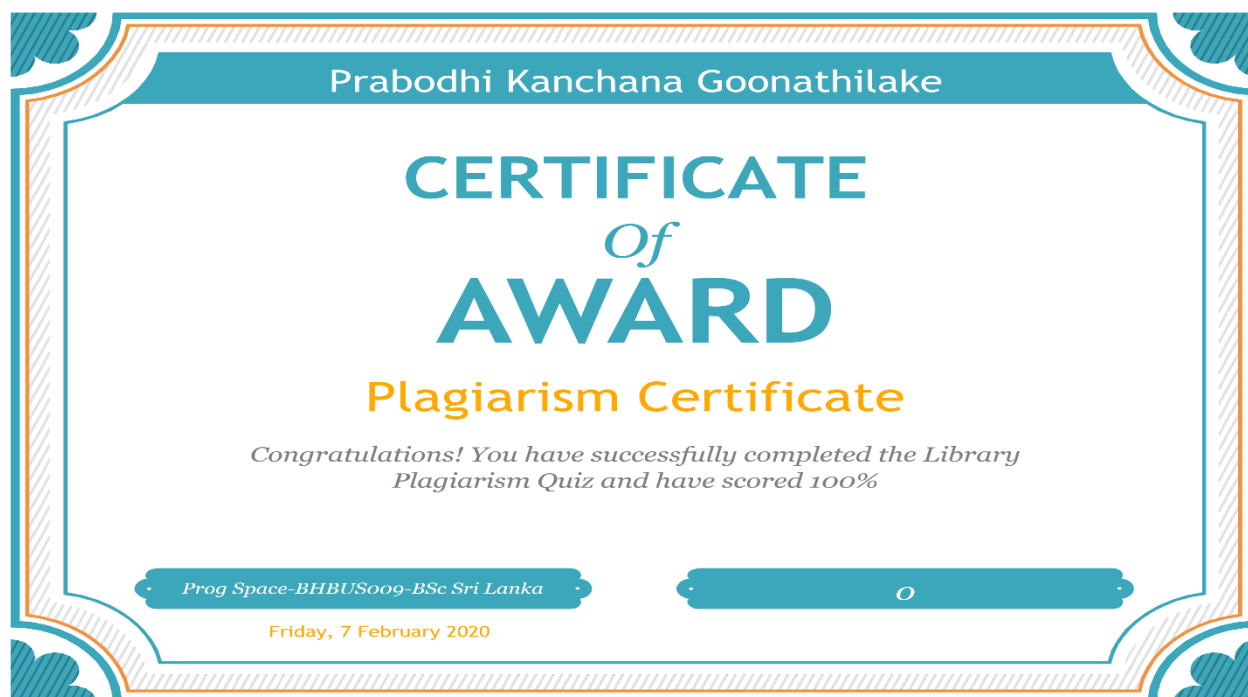 Prabodhi Kanchana Goonathilake
CERTIFICATE
Of
AWARD
Plagiarism Certificate
Congratulations! You have successfully completed the Library
Plagiarism Quiz and have scored 100%
Prog Space-BHBUS009-BSc Sri Lanka
0
Friday, 7 February 2020